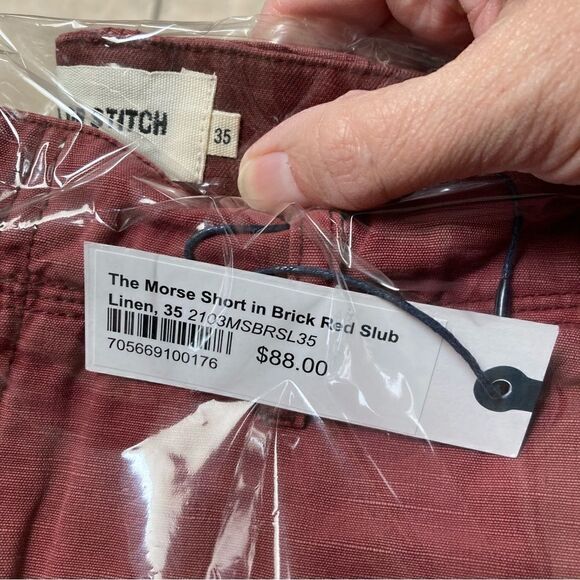 STITCH
35
The Morse Short in Brick Red Slub
Linen, 35 2103MSBRSL35
705669100176
$88.00